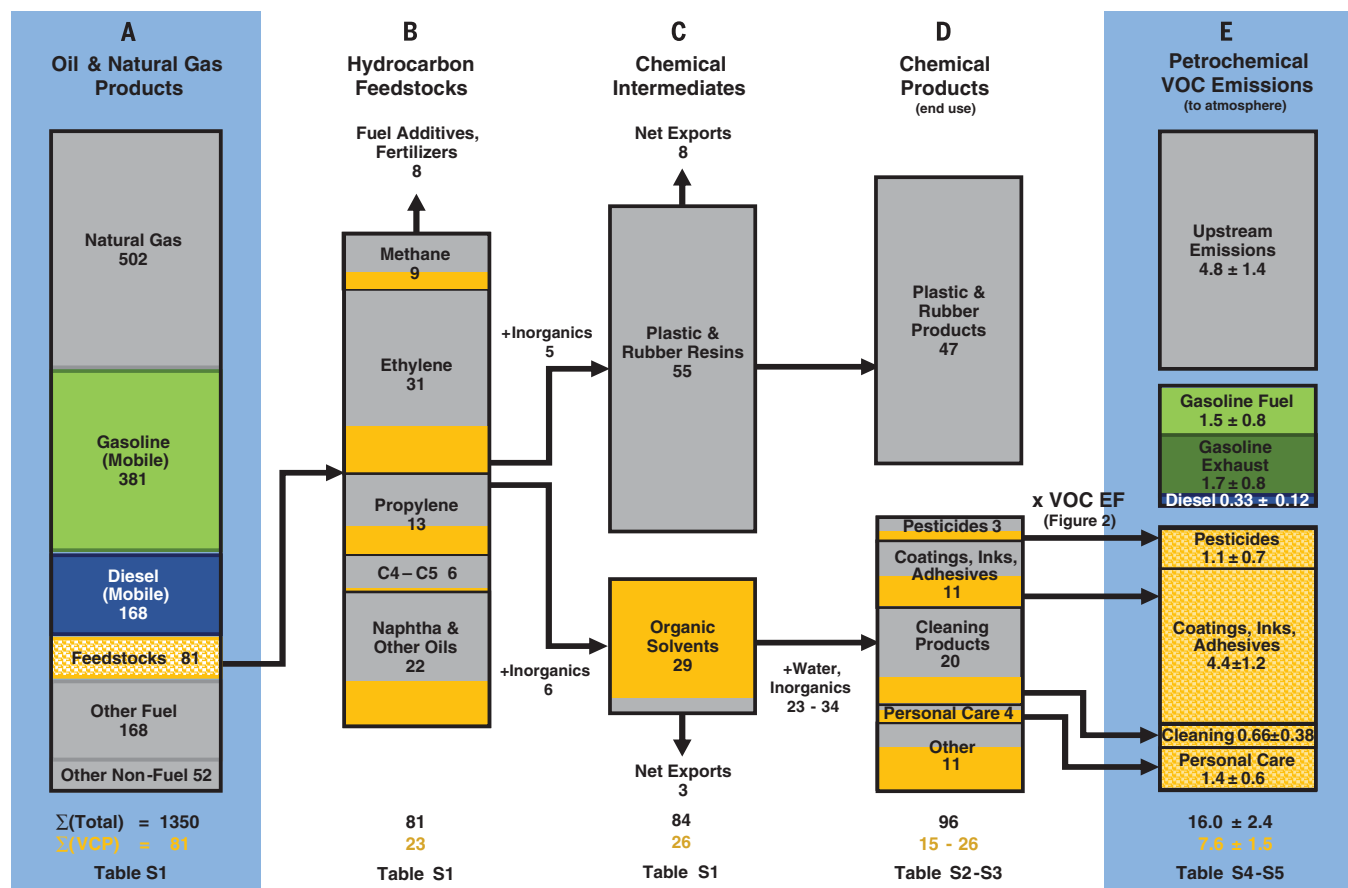 A
Oil & Natural Gas
Products
Natural Gas
502
Gasoline
(Mobile)
381
Diesel
(Mobile)
168
Feedstocks 81
Other Fuel
168
Other Non-Fuel 52
∑(Total) = 1350
∑(VCP) = 81
Table S1
B
Hydrocarbon
Feedstocks
Fuel Additives,
Fertilizers
8
Methane
9
Ethylene
31
Propylene
13
C4–C5 6
Naphtha &
Other Oils
22
81
23
Table S1
+Inorganics
5
+Inorganics
6
C
Chemical
Intermediates
Net Exports
8
Plastic &
Rubber Resins
55
Organic
Solvents
29
Net Exports
3
84
26
Table S1
+Water,
Inorganics
23 - 34
D
Chemical
Products
(end use)
Plastic &
Rubber
Products
47
Pesticides 3
Coatings, Inks,
Adhesives
11
Cleaning
Products
20
Personal Care 4
Other
11
96
15 - 26
Table S2-S3
x VOC EF
(Figure 2)
E
Petrochemical
VOC Emissions
(to atmosphere)
Upstream
Emissions
4.8 ± 1.4
Gasoline Fuel
1.5 ± 0.8
Gasoline
Exhaust
1.7 ± 0.8
Diesel 0.33 ± 0.12
Pesticides
1.1 ± 0.7
Coatings, Inks,
Adhesives
4.4±1.2
Cleaning 0.66±0.38
Personal Care
1.4 ± 0.6
16.0 ± 2.4
7.6 ± 1.5
Table S4-S5